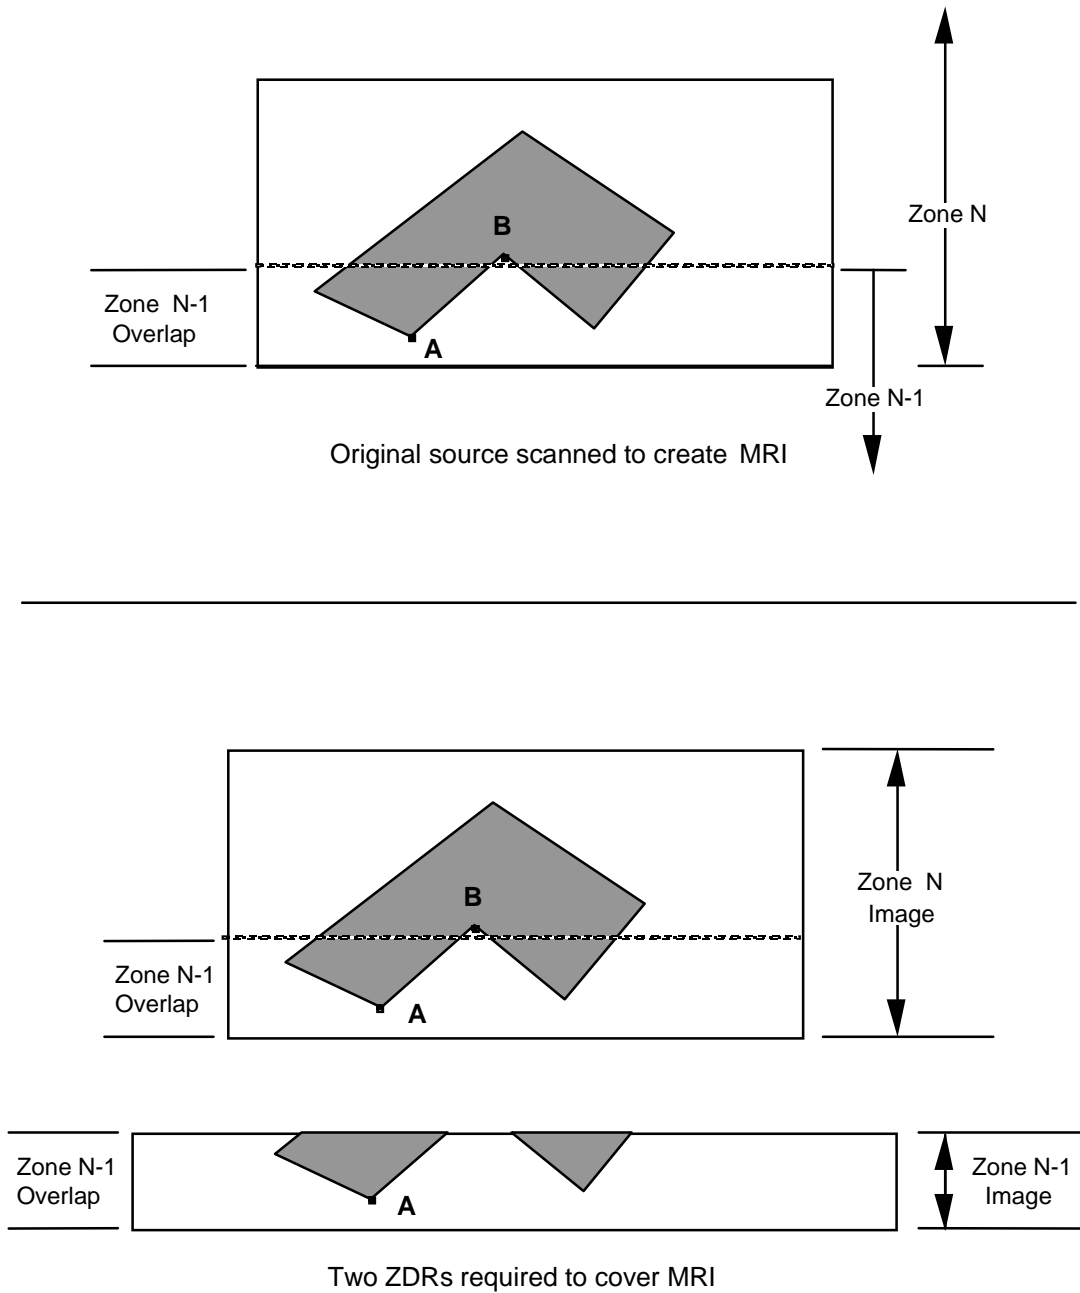 Zone N
B
Zone N-1
Overlap
A
Zone N-1
Original source scanned to create MRI
Zone N
Image
B
Zone N-1
Overlap
A
Zone N-1
Overlap
A
Zone N-1
Image
Two ZDRs required to cover MRI